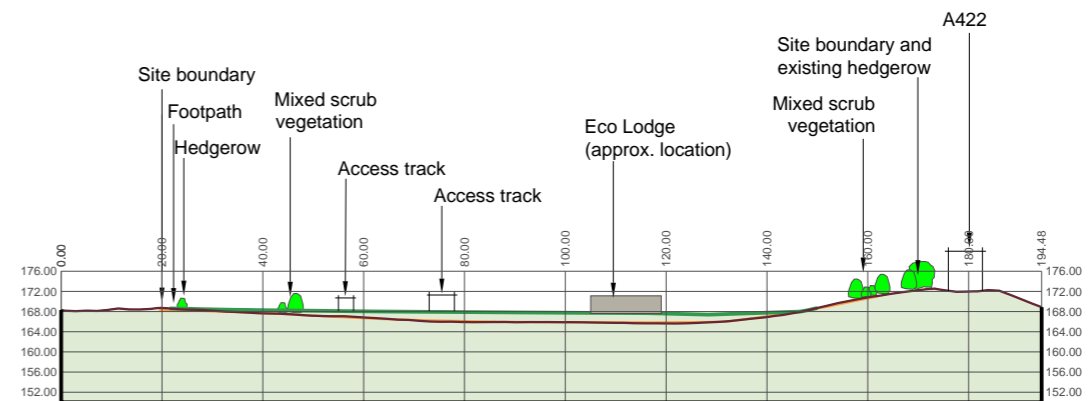 A422
Site boundary and
existing hedgerow
Site boundary
Footpath
Mixed scrub
vegetation
Mixed scrub
vegetation
Hedgerow
Eco Lodge
(approx. location)
Access track
Access track
0.00
20.00
40.00
60.00
80.00
100.00
120.00
140.00
160.00
180.00
194.48
176.00
176.00
172.00
172.00
168.00
168.00
164.00
164.00
160.00
160.00
156.00
156.00
152.00
152.00